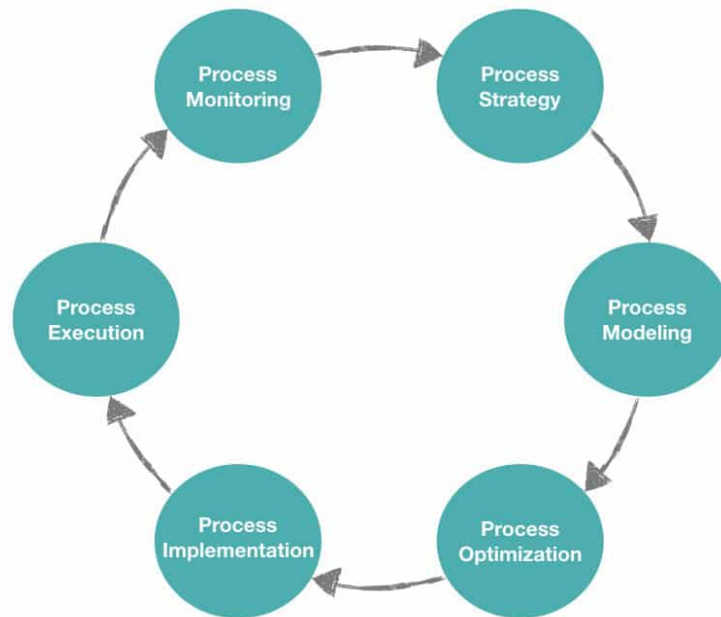 Process
Monitoring
Process
Strategy
Process
Modeling
Process
Optimization
Process
Implementation
Process
Execution